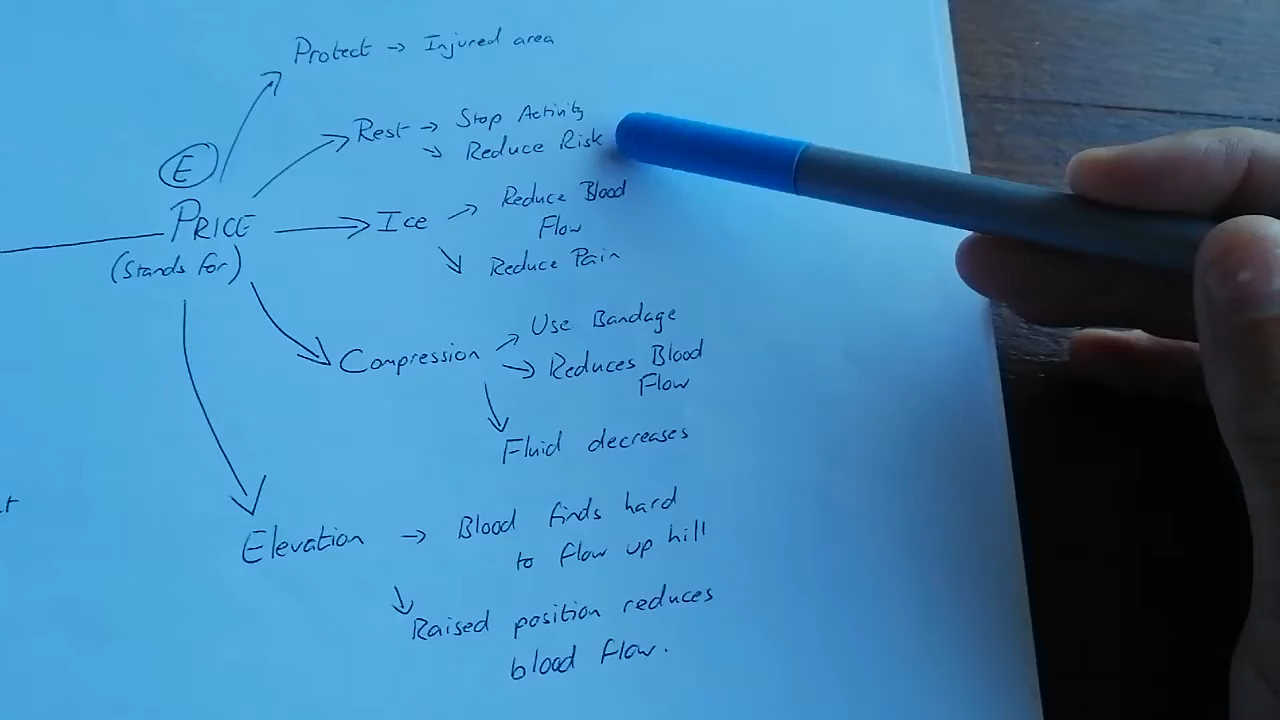 Protect → Injured area
Rest → Stop Activity
↘ Reduce Risk
E
PRICE
(Stands for)
Ice → Reduce Blood
Flow
Reduce Pain
Use Bandage
Compression → Reduces Blood
Flow
Fluid decreases
Elevation → Blood finds hard
to flow up hill
Raised position reduces
blood flow.